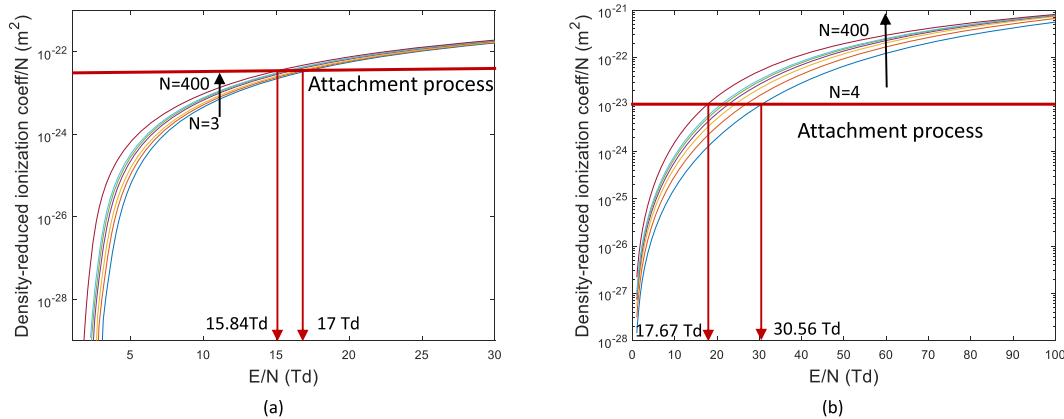 Density-reduced ionization coeff/N (m²)
10⁻²²
10⁻²⁴
10⁻²⁶
10⁻²⁸
N=400
N=3
Attachment process
15.84Td
17 Td
5 10 15 20 25 30
E/N (Td)
(a)
Density-reduced ionization coeff/N (m²)
10⁻²¹
10⁻²²
10⁻²³
10⁻²⁴
10⁻²⁵
10⁻²⁶
10⁻²⁷
10⁻²⁸
N=400
N=4
Attachment process
17.67 Td
30.56 Td
0 10 20 30 40 50 60 70 80 90 100
E/N (Td)
(b)